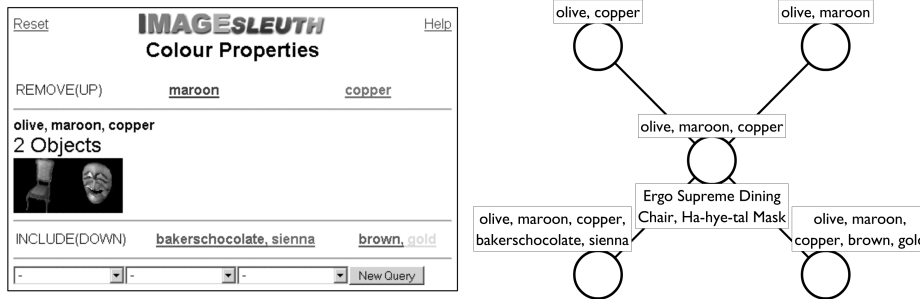 Reset IMAGESLEUTH Help
Colour Properties
REMOVE(UP) maroon copper
olive, maroon, copper
2 Objects
INCLUDE(DOWN) bakerschocolate, sienna brown, gold
- - - New Query
olive, copper
olive, maroon
olive, maroon, copper
Ergo Supreme Dining
Chair, Ha-hye-tal Mask
olive, maroon, copper,
bakerschocolate, sienna
olive, maroon,
copper, brown, gold